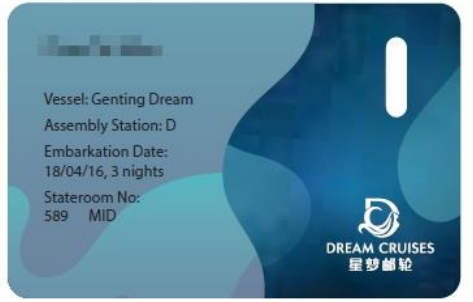 Vessel: Genting Dream
Assembly Station: D
Embarkation Date:
18/04/16, 3 nights
Stateroom No:
589 MID
DREAM CRUISES
星梦邮轮